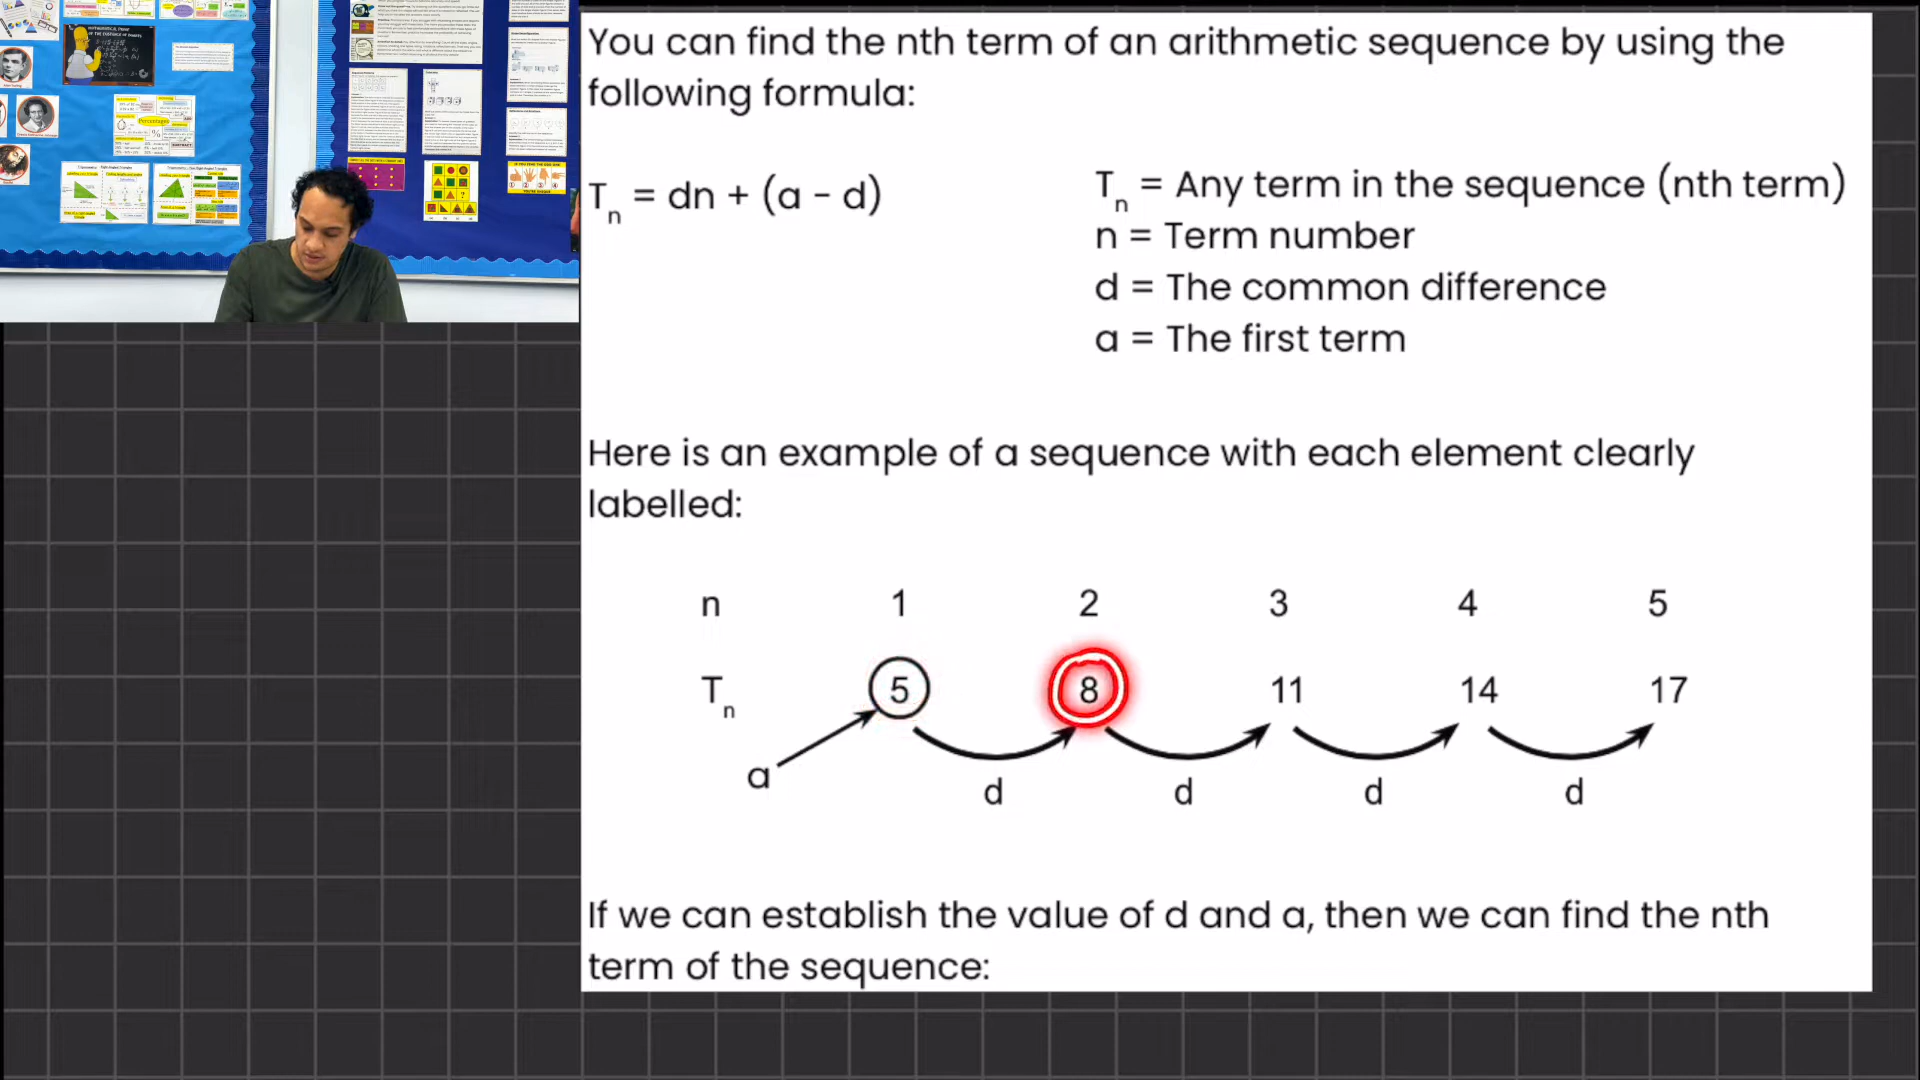 You can find the nth term of an arithmetic sequence by using the
following formula:
Tn = dn + (a - d)
Tn = Any term in the sequence (nth term)
n = Term number
d = The common difference
a = The first term
Here is an example of a sequence with each element clearly
labelled:
n 1 2 3 4 5
Tn 5 8 11 14 17
a d d d d
If we can establish the value of d and a, then we can find the nth
term of the sequence:
Percentages